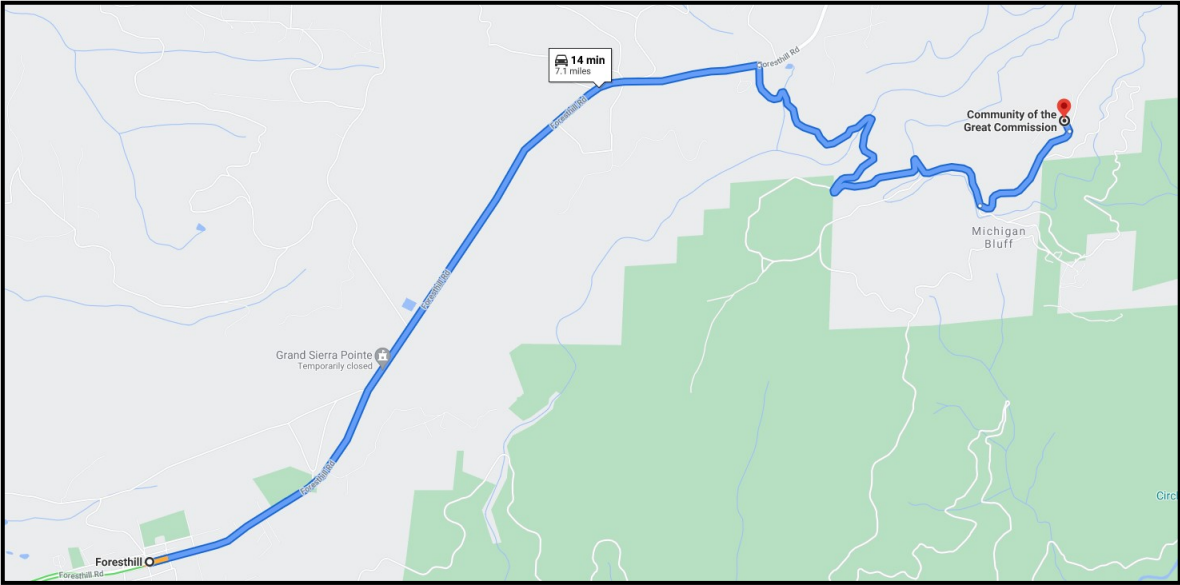 14 min
7.1 miles
Foresthill Rd
Foresthill Rd
Community of the
Great Commission
Michigan
Bluff
Foresthill Rd
Grand Sierra Pointe
Temporarily closed
Foresthill Rd
Foresthill
Foresthill Rd